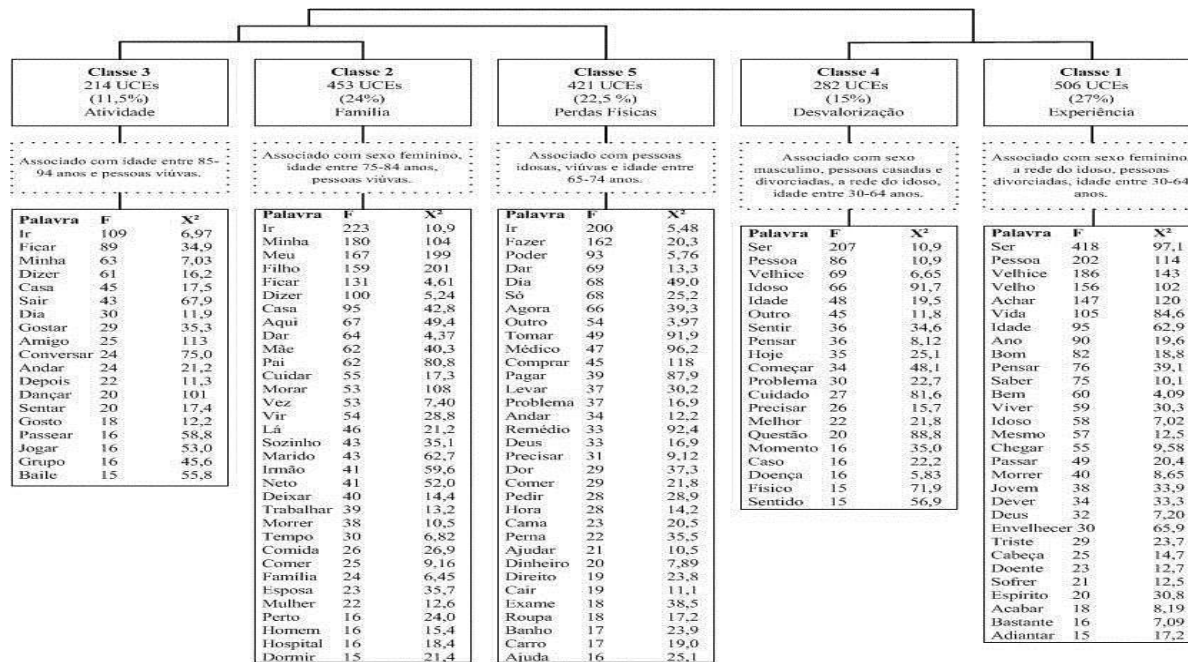 Classe 3
214 UCEs
(11,5%)
Atividade
Associado com idade entre 85-
94 anos e pessoas viúvas.
Palavra F X²
Ir 109 6,97
Ficar 89 34,9
Minha 63 7,03
Dizer 61 16,2
Casa 45 17,5
Sair 43 67,9
Dia 30 11,9
Gostar 29 35,3
Amigo 25 113
Conversar 24 75,0
Andar 24 21,2
Depois 22 11,3
Dançar 20 101
Sentar 20 17,4
Gosto 18 12,2
Passear 16 58,8
Jogar 16 53,0
Grupo 16 45,6
Baile 15 55,8
Classe 2
453 UCEs
(24%)
Família
Associado com sexo feminino,
idade entre 75-84 anos,
pessoas viúvas.
Palavra F X²
Ir 223 10,9
Minha 180 104
Meu 167 199
Filho 159 201
Ficar 131 4,61
Dizer 100 5,24
Casa 95 42,8
Aqui 67 49,4
Dar 64 4,37
Mãe 62 40,3
Pai 62 80,8
Cuidar 55 17,3
Morar 53 108
Vez 53 7,40
Vir 54 28,8
Lá 46 21,2
Sozinho 43 35,1
Marido 43 62,7
Irmão 41 59,6
Neto 41 52,0
Deixar 40 14,4
Trabalhar 39 13,2
Morrer 38 10,5
Tempo 30 6,82
Comida 26 26,9
Comer 25 9,16
Família 24 6,45
Esposa 23 35,7
Mulher 22 12,6
Perto 16 24,0
Homem 16 15,4
Hospital 16 18,4
Dormir 15 21,4
Classe 5
421 UCEs
(22,5 %)
Perdas Físicas
Associado com pessoas
idosas, viúvas e idade entre
65-74 anos.
Palavra F X²
Ir 200 5,48
Fazer 162 20,3
Poder 93 5,76
Dar 69 13,3
Dia 68 49,0
Só 68 25,2
Agora 66 39,3
Outro 54 3,97
Tomar 49 91,9
Médico 47 96,2
Comprar 45 118
Pagar 39 87,9
Levar 37 30,2
Problema 37 16,9
Andar 34 12,2
Remédio 33 92,4
Deus 33 16,9
Precisar 31 9,12
Dor 29 37,3
Comer 29 21,8
Pedir 28 28,9
Hora 28 14,2
Cama 23 20,5
Perna 22 35,5
Ajudar 21 10,5
Dinheiro 20 7,89
Direito 19 23,8
Cair 19 11,1
Exame 18 38,5
Roupa 18 17,2
Banho 17 23,9
Carro 17 19,0
Ajuda 16 25,1
Classe 4
282 UCEs
(15%)
Desvalorização
Associado com sexo
masculino, pessoas casadas e
divorciadas, a rede do idoso,
idade entre 30-64 anos.
Palavra F X²
Ser 207 10,9
Pessoa 86 10,9
Velhice 69 6,65
Idoso 66 91,7
Idade 48 19,5
Outro 45 11,8
Sentir 36 34,6
Pensar 36 8,12
Hoje 35 25,1
Começar 34 48,1
Problema 30 22,7
Cuidado 27 81,6
Precisar 26 15,7
Melhor 22 21,8
Questão 20 88,8
Momento 16 35,0
Caso 16 22,2
Doença 16 5,83
Físico 15 71,9
Sentido 15 56,9
Classe 1
506 UCEs
(27%)
Experiência
Associado com sexo feminino,
a rede do idoso, pessoas
divorciadas, idade entre 30-64
anos.
Palavra F X²
Ser 418 97,1
Pessoa 202 114
Velhice 186 143
Velho 156 102
Achar 147 120
Vida 105 84,6
Idade 95 62,9
Ano 90 19,6
Bom 82 18,8
Pensar 76 39,1
Saber 75 10,1
Bem 60 4,09
Viver 59 30,3
Idoso 58 7,02
Mesmo 57 12,5
Chegar 55 9,58
Passar 49 20,4
Morrer 40 8,65
Jovem 38 33,9
Dever 34 33,3
Deus 32 7,20
Envelhecer 30 65,9
Triste 29 23,7
Cabeça 25 14,7
Doente 23 12,7
Sofrer 21 12,5
Espírito 20 30,8
Acabar 18 8,19
Bastante 16 7,09
Adiantar 15 17,2